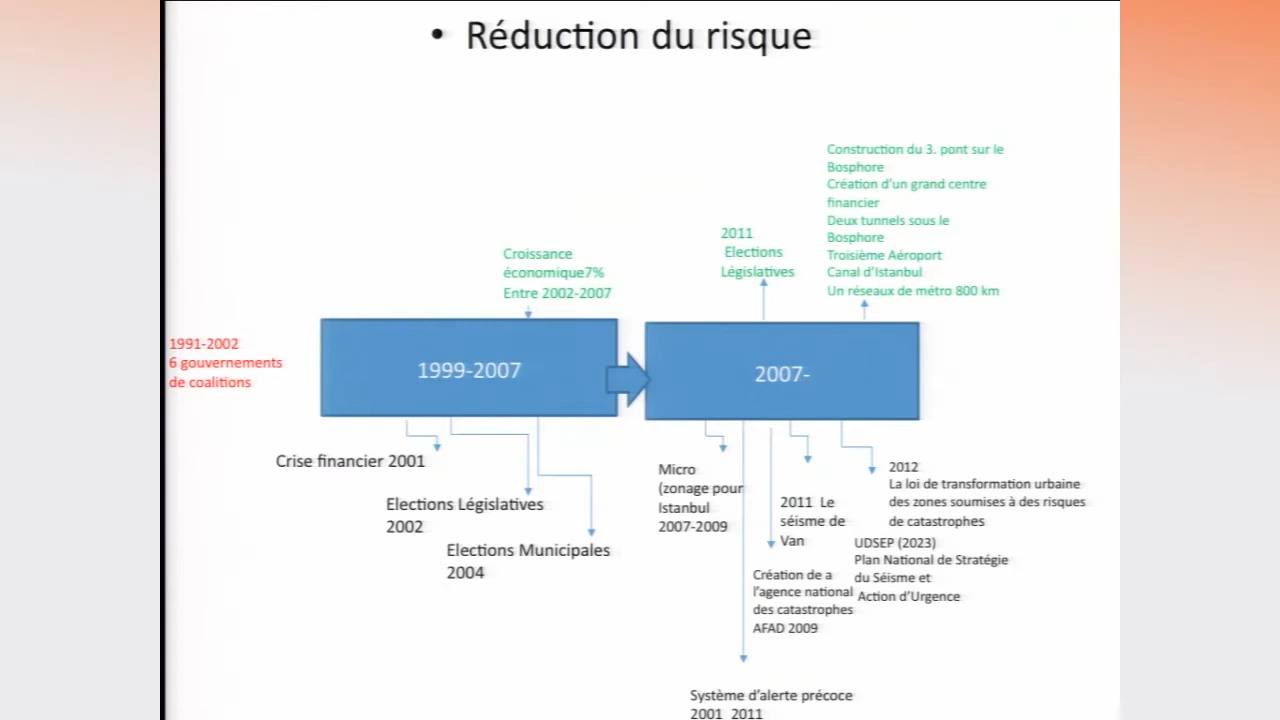 • Réduction du risque
Construction du 3. pont sur le
Bosphore
Création d'un grand centre
financier
Deux tunnels sous le
Bosphore
Troisième Aéroport
Canal d'Istanbul
Un réseaux de métro 800 km
2011
Elections
Législatives
Croissance
économique7%
Entre 2002-2007
1991-2002
6 gouvernements
de coalitions
1999-2007
2007-
Crise financier 2001
Elections Législatives
2002
Elections Municipales
2004
Micro
(zonage pour
Istanbul
2007-2009
2011 Le
séisme de
Van
2012
La loi de transformation urbaine
des zones soumises à des risques
de catastrophes
UDSEP (2023)
Plan National de Stratégie
du Séisme et
Action d'Urgence
Création de a
l'agence national
des catastrophes
AFAD 2009
Système d'alerte précoce
2001 2011